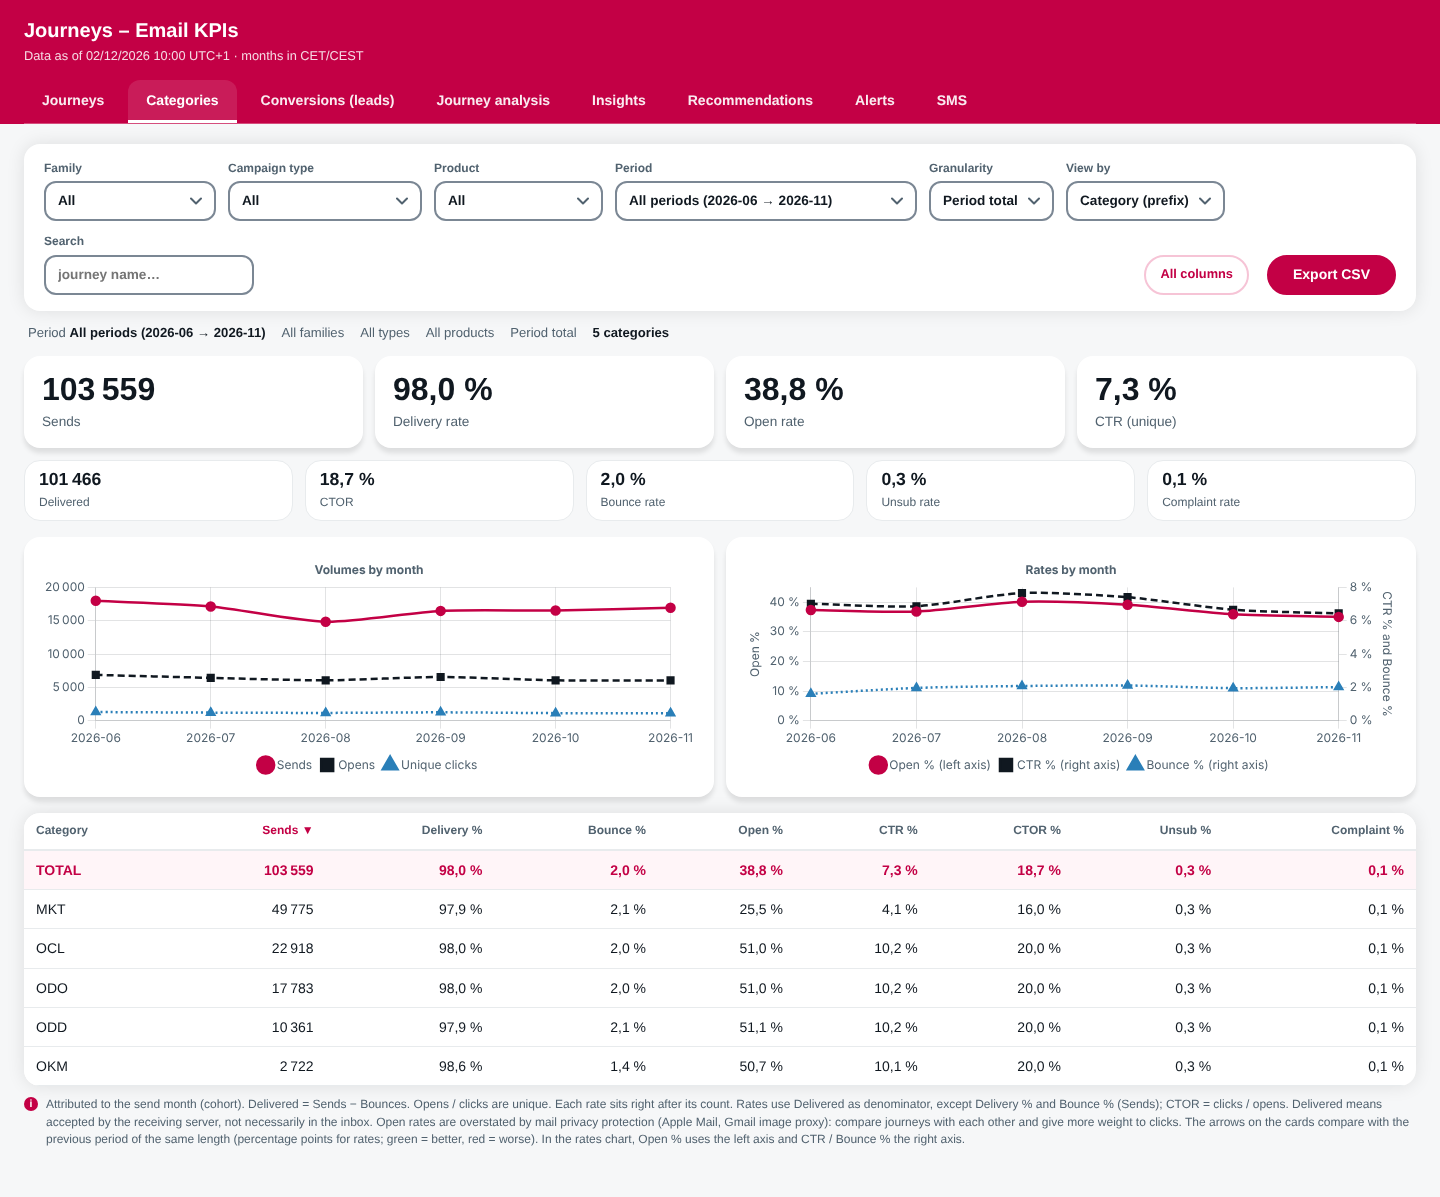 Journeys – Email KPIs
Data as of 02/12/2026 10:00 UTC+1 · months in CET/CEST
Journeys Categories Conversions (leads) Journey analysis Insights Recommendations Alerts SMS
Family Campaign type Product Period Granularity View by
All All All All periods (2026-06 → 2026-11) Period total Category (prefix)
Search
journey name… All columns Export CSV
Period All periods (2026-06 → 2026-11) All families All types All products Period total 5 categories
103 559 98,0 % 38,8 % 7,3 %
Sends Delivery rate Open rate CTR (unique)
101 466 18,7 % 2,0 % 0,3 % 0,1 %
Delivered CTOR Bounce rate Unsub rate Complaint rate
Volumes by month
20 000
15 000
10 000
5 000
0
2026-06 2026-07 2026-08 2026-09 2026-10 2026-11
Sends Opens Unique clicks
Rates by month
Open %
40 %
30 %
20 %
10 %
0 %
8 %
6 %
4 %
2 %
0 %
CTR % and Bounce %
2026-06 2026-07 2026-08 2026-09 2026-10 2026-11
Open % (left axis) CTR % (right axis) Bounce % (right axis)
Category Sends ▼ Delivery % Bounce % Open % CTR % CTOR % Unsub % Complaint %
TOTAL 103 559 98,0 % 2,0 % 38,8 % 7,3 % 18,7 % 0,3 % 0,1 %
MKT 49 775 97,9 % 2,1 % 25,5 % 4,1 % 16,0 % 0,3 % 0,1 %
OCL 22 918 98,0 % 2,0 % 51,0 % 10,2 % 20,0 % 0,3 % 0,1 %
ODO 17 783 98,0 % 2,0 % 51,0 % 10,2 % 20,0 % 0,3 % 0,1 %
ODD 10 361 97,9 % 2,1 % 51,1 % 10,2 % 20,0 % 0,3 % 0,1 %
OKM 2 722 98,6 % 1,4 % 50,7 % 10,1 % 20,0 % 0,3 % 0,1 %
i Attributed to the send month (cohort). Delivered = Sends − Bounces. Opens / clicks are unique. Each rate sits right after its count. Rates use Delivered as denominator, except Delivery % and Bounce % (Sends); CTOR = clicks / opens. Delivered means
accepted by the receiving server, not necessarily in the inbox. Open rates are overstated by mail privacy protection (Apple Mail, Gmail image proxy): compare journeys with each other and give more weight to clicks. The arrows on the cards compare with the
previous period of the same length (percentage points for rates; green = better, red = worse). In the rates chart, Open % uses the left axis and CTR / Bounce % the right axis.